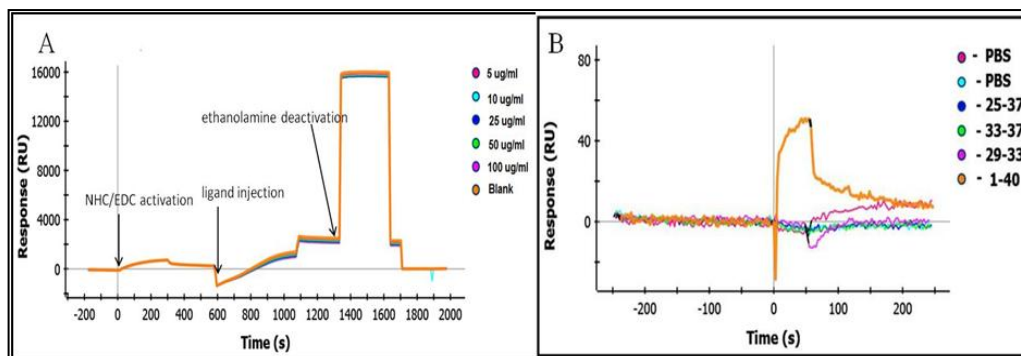 A
16000
12000
8000
4000
0
Response (RU)
NHC/EDC activation
ligand injection
ethanolamine deactivation
-200 0 200 400 600 800 1000 1200 1400 1600 1800 2000
Time (s)
5 ug/ml
10 ug/ml
25 ug/ml
50 ug/ml
100 ug/ml
Blank
B
80
40
0
Response (RU)
-200 -100 0 100 200
Time (s)
- PBS
- PBS
- 25-37
- 33-37
- 29-33
- 1-40